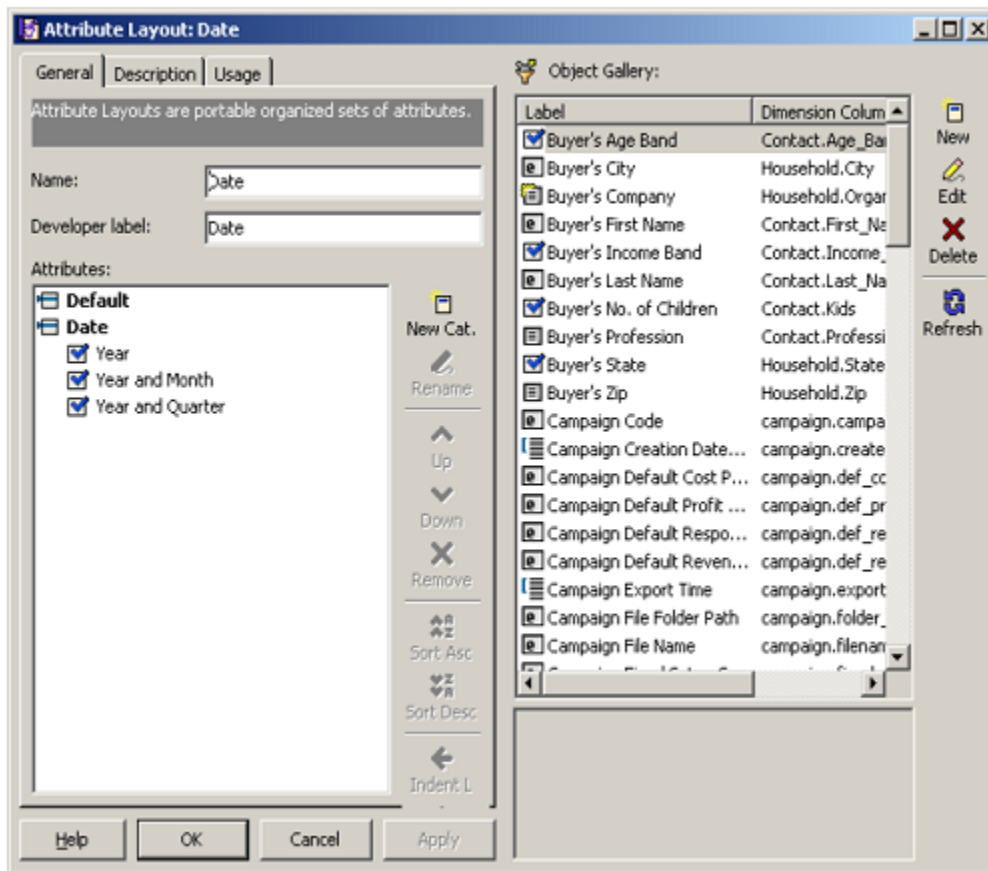 Attribute Layout: Date
General Description Usage
Attribute Layouts are portable organized sets of attributes.
Name: Date
Developer label: Date
Attributes:
Default
Date
Year
Year and Month
Year and Quarter
New Cat.
Rename
Up
Down
Remove
Sort Asc
Sort Desc
Indent L
Help OK Cancel Apply
Object Gallery:
Label Dimension Colum
Buyer's Age Band Contact.Age_Ba
Buyer's City Household.City
Buyer's Company Household.Organ
Buyer's First Name Contact.First_Na
Buyer's Income Band Contact.Income_
Buyer's Last Name Contact.Last_Na
Buyer's No. of Children Contact.Kids
Buyer's Profession Contact.Professi
Buyer's State Household.State
Buyer's Zip Household.Zip
Campaign Code campaign.campa
Campaign Creation Date... campaign.create
Campaign Default Cost P... campaign.def_cc
Campaign Default Profit ... campaign.def_pr
Campaign Default Respo... campaign.def_re
Campaign Default Reven... campaign.def_re
Campaign Export Time campaign.export
Campaign File Folder Path campaign.folder_
Campaign File Name campaign.filenan
New
Edit
Delete
Refresh